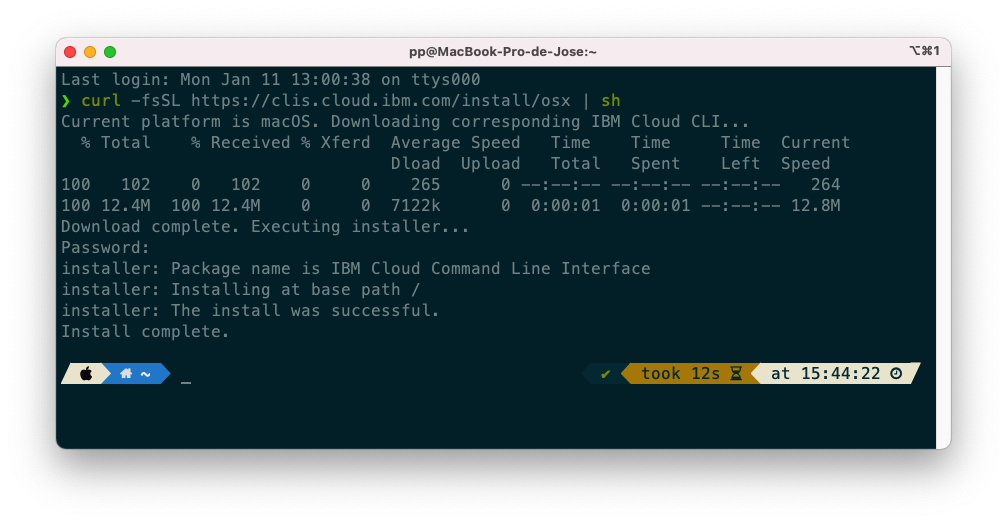 pp@MacBook-Pro-de-Jose:~ ⌥⌘1
Last login: Mon Jan 11 13:00:38 on ttys000
❯ curl -fsSL https://clis.cloud.ibm.com/install/osx | sh
Current platform is macOS. Downloading corresponding IBM Cloud CLI...
  % Total    % Received % Xferd  Average Speed   Time    Time     Time  Current
                                 Dload  Upload   Total   Spent    Left  Speed
100   102    0   102    0     0    265      0 --:--:-- --:--:-- --:--:--   264
100 12.4M  100 12.4M    0     0  7122k      0  0:00:01  0:00:01 --:--:-- 12.8M
Download complete. Executing installer...
Password:
installer: Package name is IBM Cloud Command Line Interface
installer: Installing at base path /
installer: The install was successful.
Install complete.
~ _ ✔ took 12s at 15:44:22